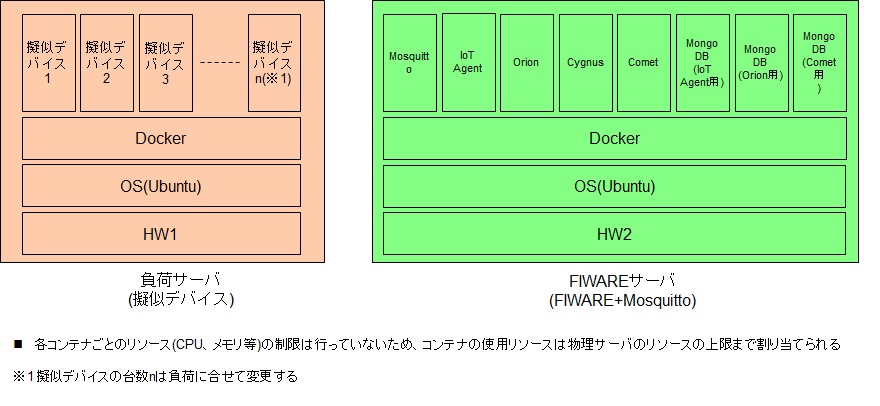 擬似デ
バイス
1
擬似デ
バイス
2
擬似デ
バイス
3
------
擬似デ
バイス
n(※1)
Docker
OS(Ubuntu)
HW1
負荷サーバ
(擬似デバイス)
Mosquitt
o
IoT
Agent
Orion
Cygnus
Comet
Mongo
DB
(IoT
Agent用)
Mongo
DB
(Orion用)
Mongo
DB
(Comet
用
)
Docker
OS(Ubuntu)
HW2
FIWAREサーバ
(FIWARE+Mosquitto)
■ 各コンテナごとのリソース(CPU、メモリ等)の制限は行っていないため、コンテナの使用リソースは物理サーバのリソースの上限まで割り当てられる
※1 擬似デバイスの台数nは負荷に合せて変更する